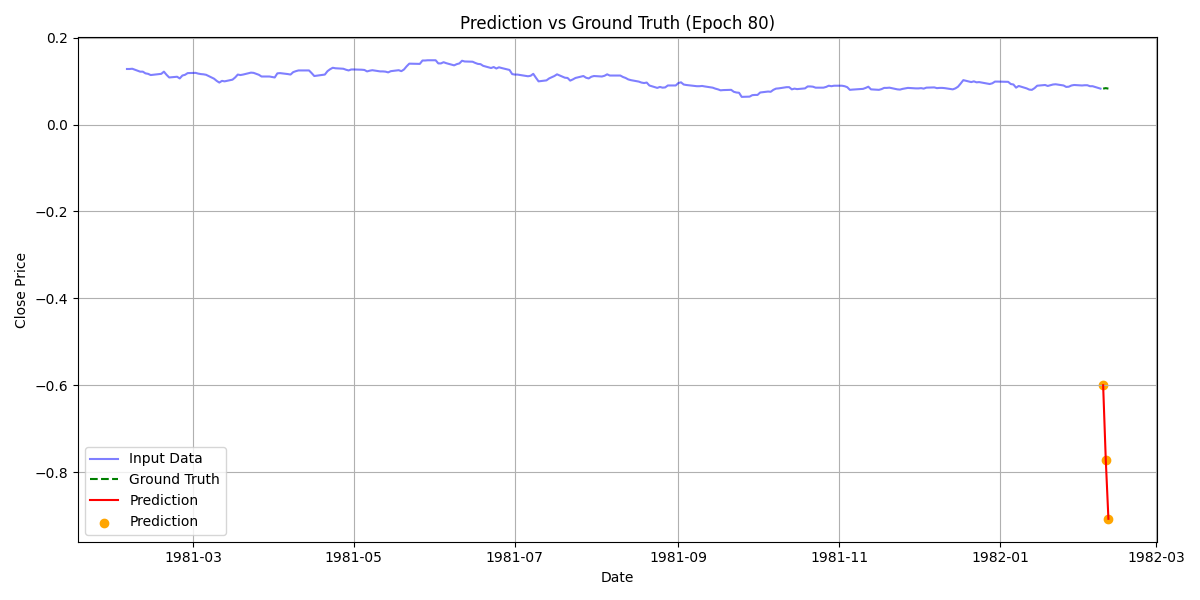 Prediction vs Ground Truth (Epoch 80)
Close Price
0.2
0.0
−0.2
−0.4
−0.6
−0.8
Input Data
Ground Truth
Prediction
Prediction
1981-03
1981-05
1981-07
1981-09
1981-11
1982-01
1982-03
Date